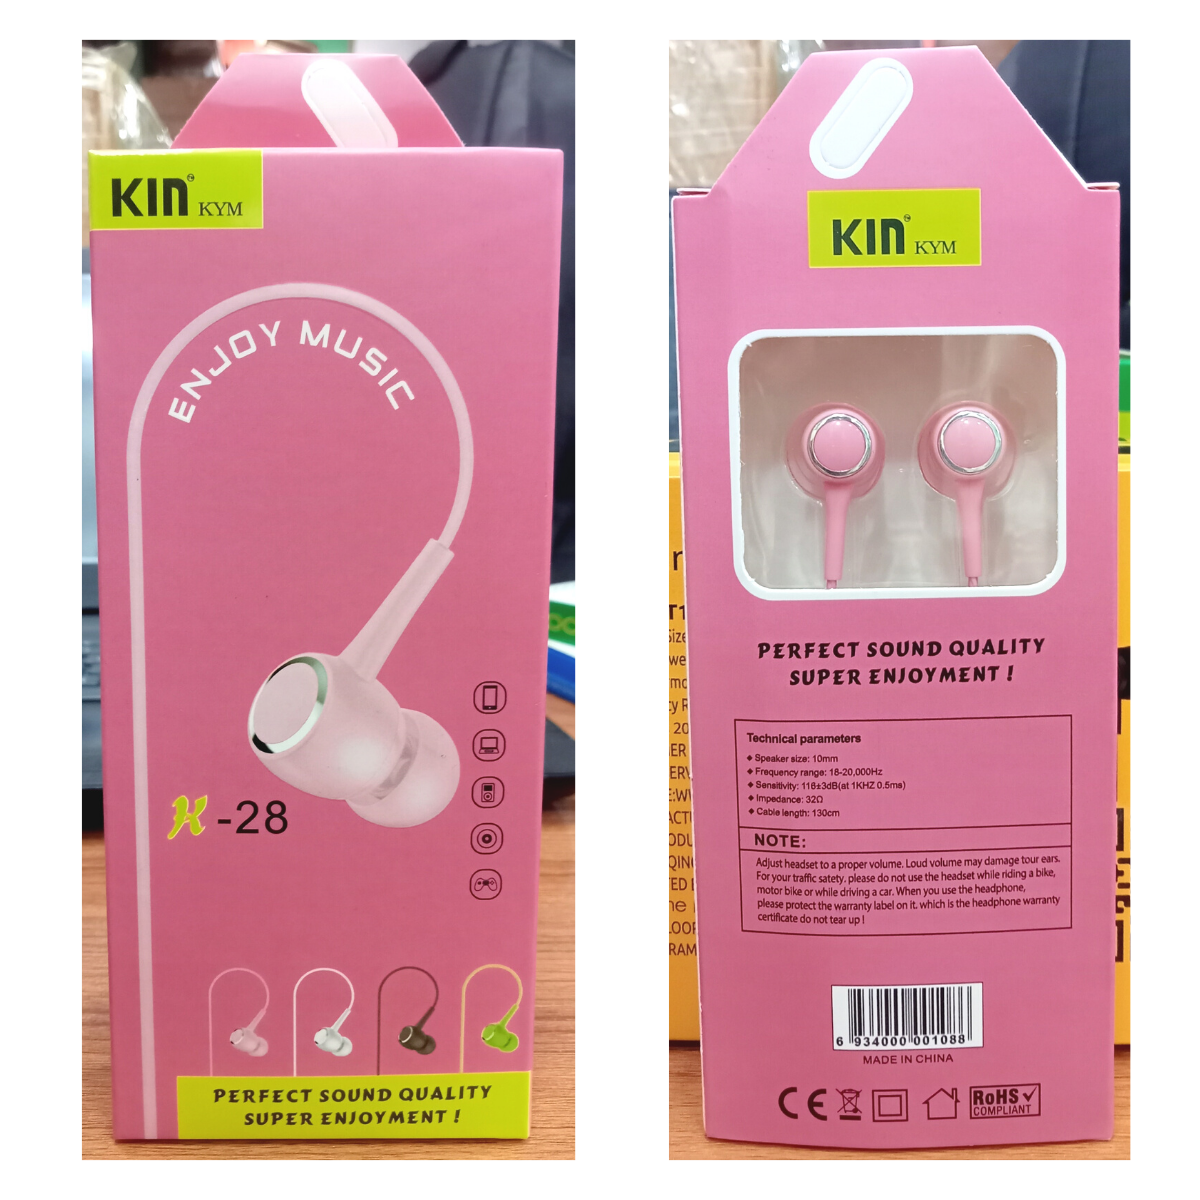 KIN™ KYM
ENJOY MUSIC
K-28
PERFECT SOUND QUALITY
SUPER ENJOYMENT !
KIN™ KYM
PERFECT SOUND QUALITY
SUPER ENJOYMENT !
Technical parameters
◆ Speaker size: 10mm
◆ Frequency range: 18-20,000Hz
◆ Sensitivity: 116±3dB(at 1KHZ 0.5ms)
◆ Impedance: 32Ω
◆ Cable length: 130cm
NOTE:
Adjust headset to a proper volume. Loud volume may damage tour ears.
For your traffic satety, please do not use the headset while riding a bike,
motor bike or while driving a car. When you use the headphone,
please protect the warranty label on it. which is the headphone warranty
certificate do not tear up !
6 934000 001088
MADE IN CHINA
CE
RoHS
COMPLIANT